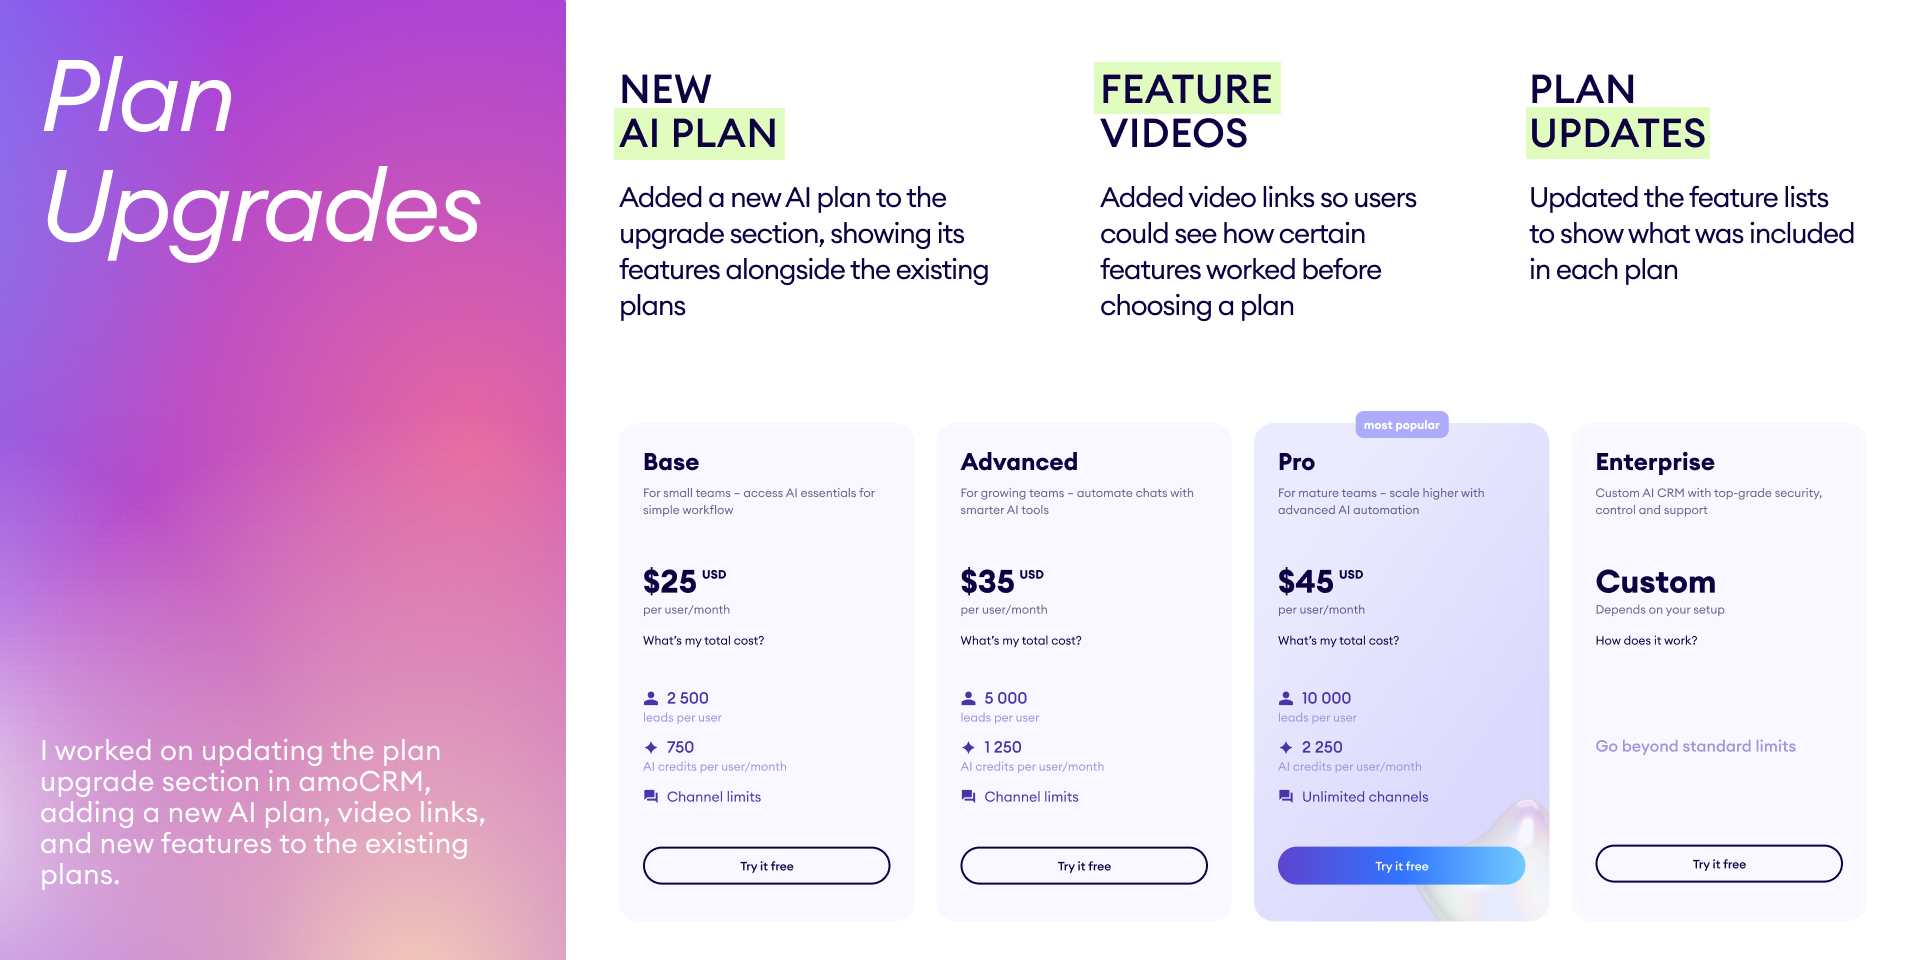 Plan
Upgrades
I worked on updating the plan
upgrade section in amoCRM,
adding a new AI plan, video links,
and new features to the existing
plans.
NEW
AI PLAN
Added a new AI plan to the
upgrade section, showing its
features alongside the existing
plans
FEATURE
VIDEOS
Added video links so users
could see how certain
features worked before
choosing a plan
PLAN
UPDATES
Updated the feature lists
to show what was included
in each plan
Base
For small teams – access AI essentials for
simple workflow
$25 USD
per user/month
What's my total cost?
2 500
leads per user
750
AI credits per user/month
Channel limits
Try it free
Advanced
For growing teams – automate chats with
smarter AI tools
$35 USD
per user/month
What's my total cost?
5 000
leads per user
1 250
AI credits per user/month
Channel limits
Try it free
most popular
Pro
For mature teams – scale higher with
advanced AI automation
$45 USD
per user/month
What's my total cost?
10 000
leads per user
2 250
AI credits per user/month
Unlimited channels
Try it free
Enterprise
Custom AI CRM with top-grade security,
control and support
Custom
Depends on your setup
How does it work?
Go beyond standard limits
Try it free